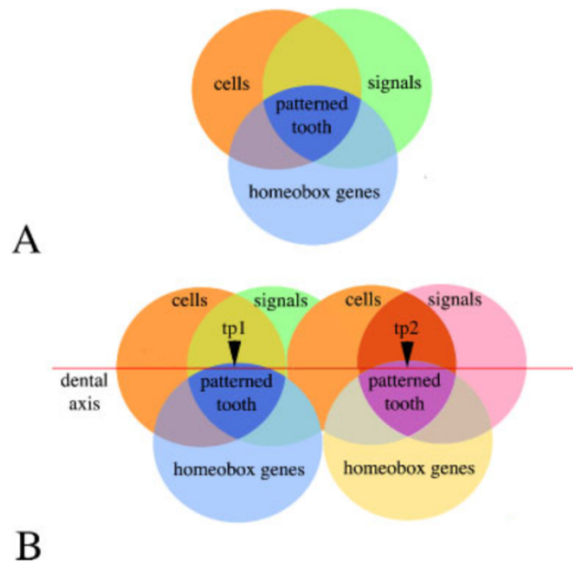 cells
signals
patterned
tooth
homeobox genes
A
cells
signals
cells
signals
tp1
tp2
dental
axis
patterned
tooth
patterned
tooth
homeobox genes
homeobox genes
B